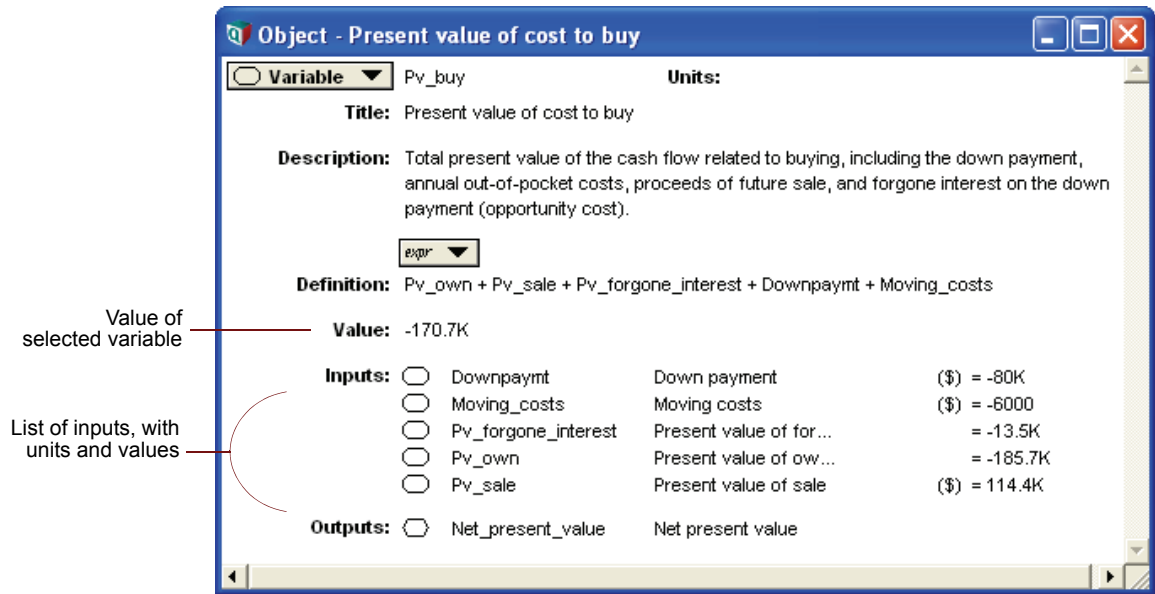 Object - Present value of cost to buy
Variable Pv_buy Units:
Title: Present value of cost to buy
Description: Total present value of the cash flow related to buying, including the down payment,
annual out-of-pocket costs, proceeds of future sale, and forgone interest on the down
payment (opportunity cost).
expr
Definition: Pv_own + Pv_sale + Pv_forgone_interest + Downpaymt + Moving_costs
Value of
selected variable
Value: -170.7K
Inputs: Downpaymt Down payment ($) = -80K
Moving_costs Moving costs ($) = -6000
List of inputs, with
units and values
Pv_forgone_interest Present value of for... = -13.5K
Pv_own Present value of ow... = -185.7K
Pv_sale Present value of sale ($) = 114.4K
Outputs: Net_present_value Net present value